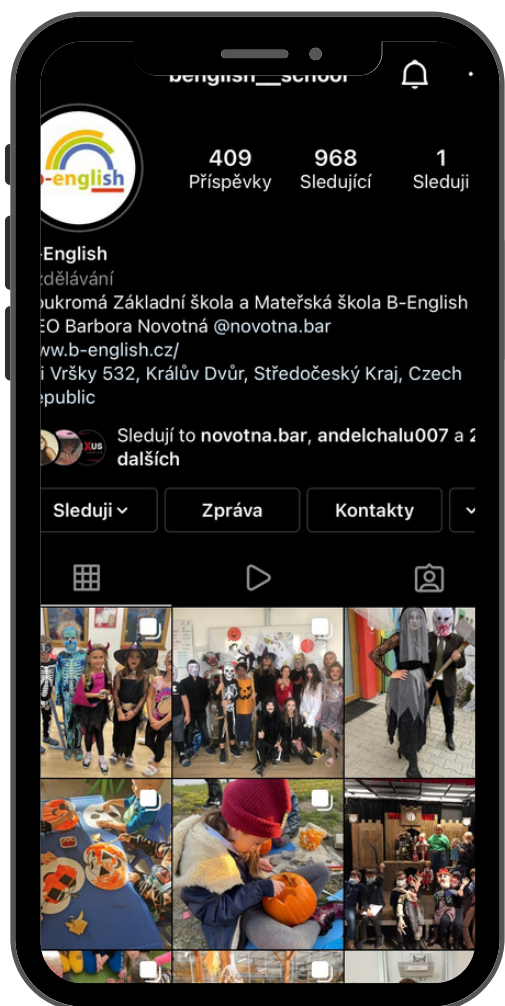 benglish__school
-english
409 968 1
Příspěvky Sledující Sleduji
-English
zdělávání
oukromá Základní škola a Mateřská škola B-English
EO Barbora Novotná @novotna.bar
ww.b-english.cz/
i Vršky 532, Králův Dvůr, Středočeský Kraj, Czech
epublic
XUS
Sledují to novotna.bar, andelchalu007 a 2
dalších
Sleduji Zpráva Kontakty